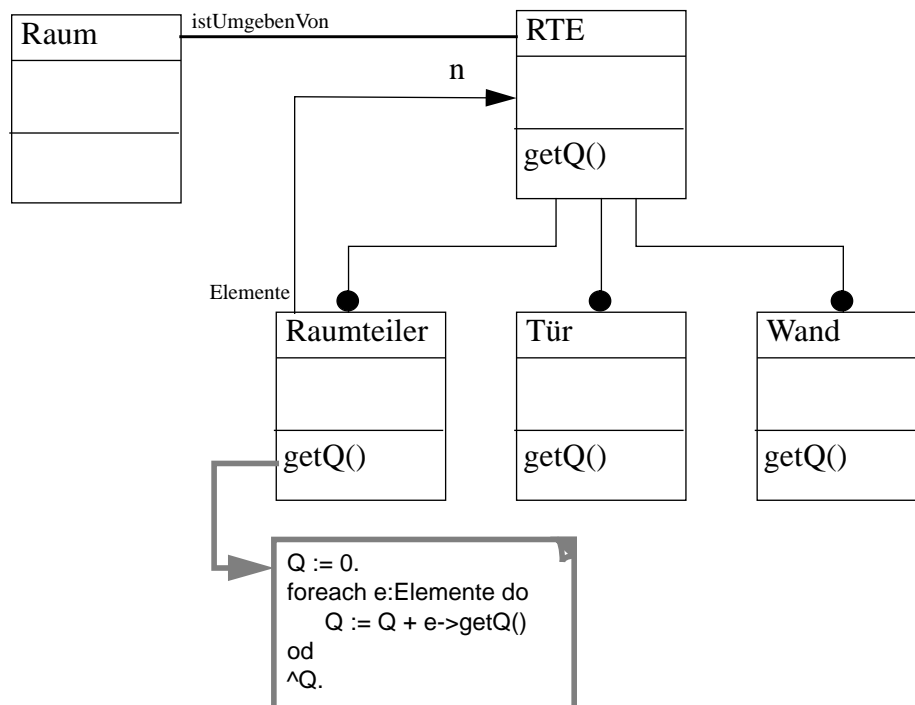 istUmgebenVon
Raum
RTE
n
getQ()
Elemente
Raumteiler
Tür
Wand
getQ()
getQ()
getQ()
Q := 0.
foreach e:Elemente do
Q := Q + e->getQ()
od
^Q.